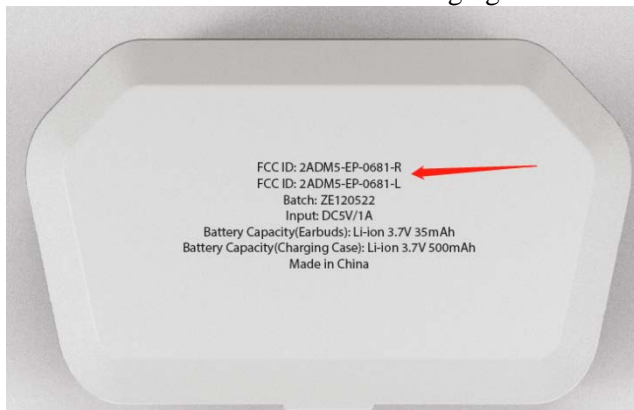 FCC ID: 2ADM5-EP-0681-R
FCC ID: 2ADM5-EP-0681-L
Batch: ZE120522
Input: DC5V/1A
Battery Capacity(Earbuds): Li-ion 3.7V 35mAh
Battery Capacity(Charging Case): Li-ion 3.7V 500mAh
Made in China